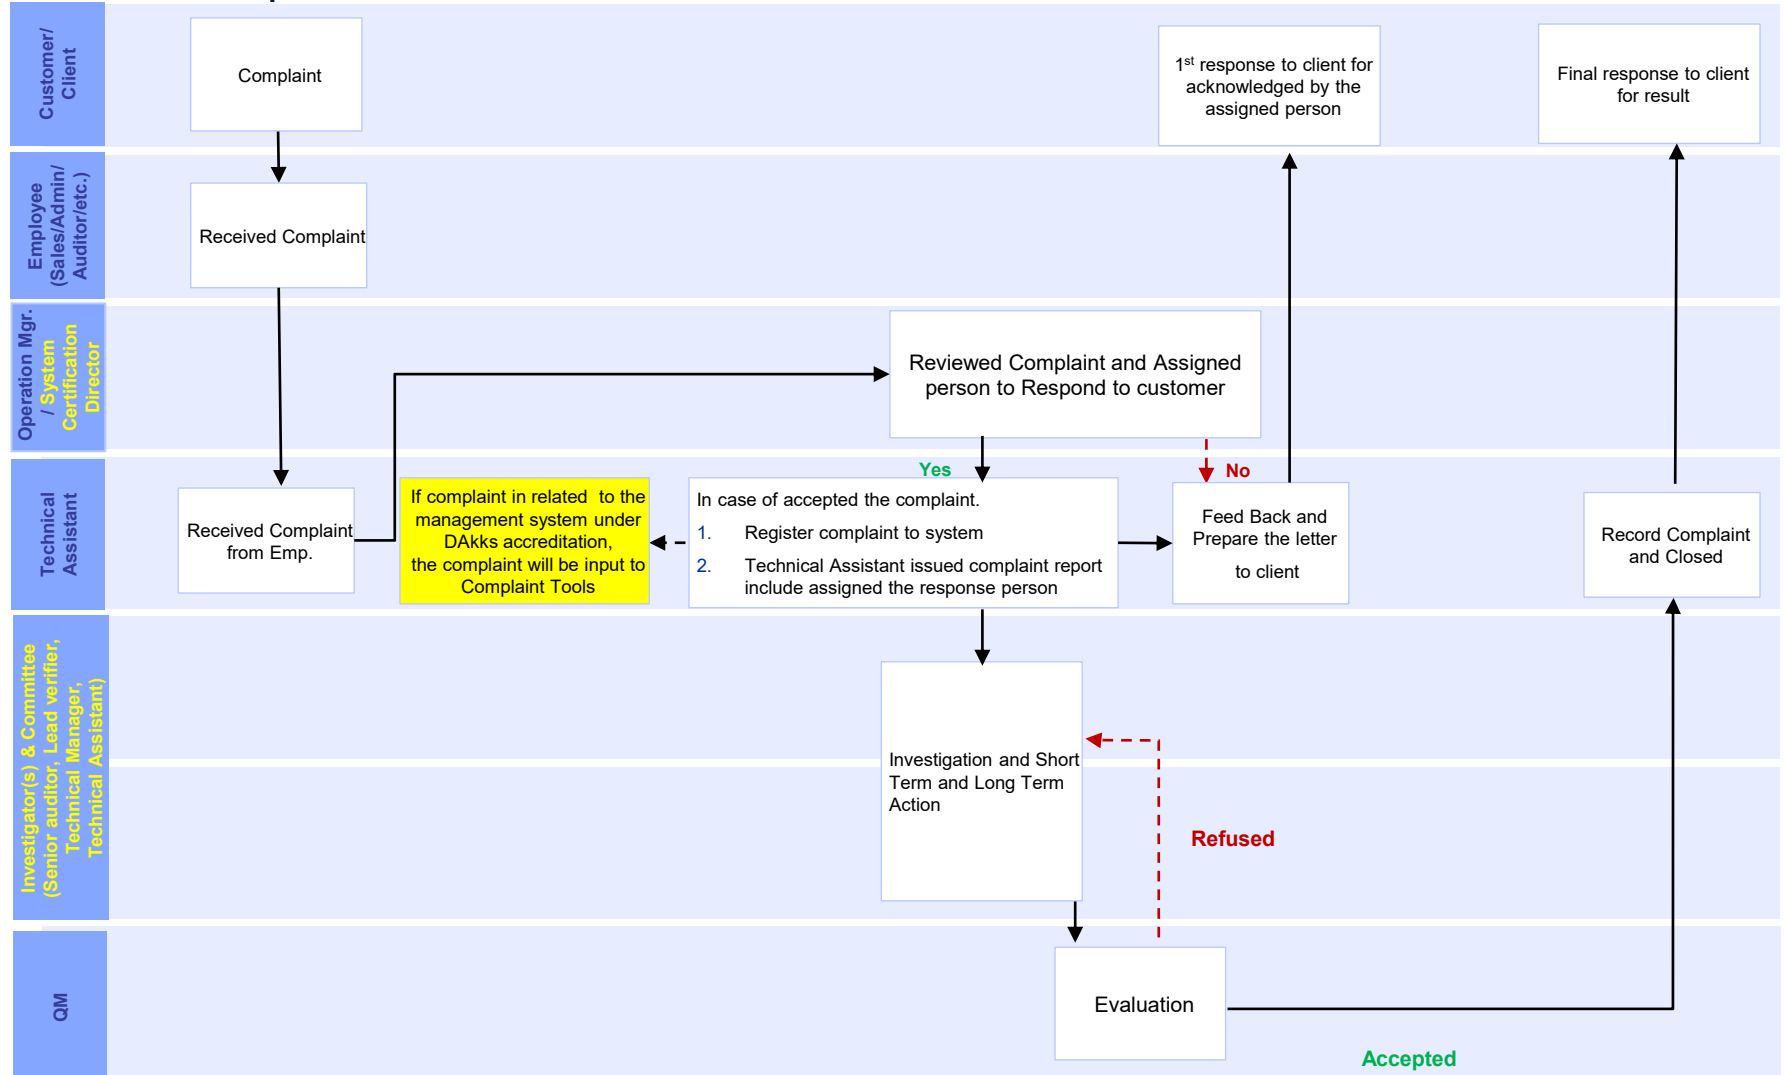 Customer/
Client
Complaint
1st response to client for
acknowledged by the
assigned person
Final response to client
for result
Employee
(Sales/Admin/
Auditor/etc.)
Received Complaint
Operation Mgr.
/ System
Certification
Director
Reviewed Complaint and Assigned
person to Respond to customer
Yes
No
Technical
Assistant
Received Complaint
from Emp.
If complaint in related to the
management system under
DAkks accreditation,
the complaint will be input to
Complaint Tools
In case of accepted the complaint.
1. Register complaint to system
2. Technical Assistant issued complaint report
include assigned the response person
Feed Back and
Prepare the letter
to client
Record Complaint
and Closed
Investigator(s) & Committee
(Senior auditor, Lead verifier,
Technical Manager,
Technical Assistant)
Investigation and Short
Term and Long Term
Action
Refused
QM
Evaluation
Accepted